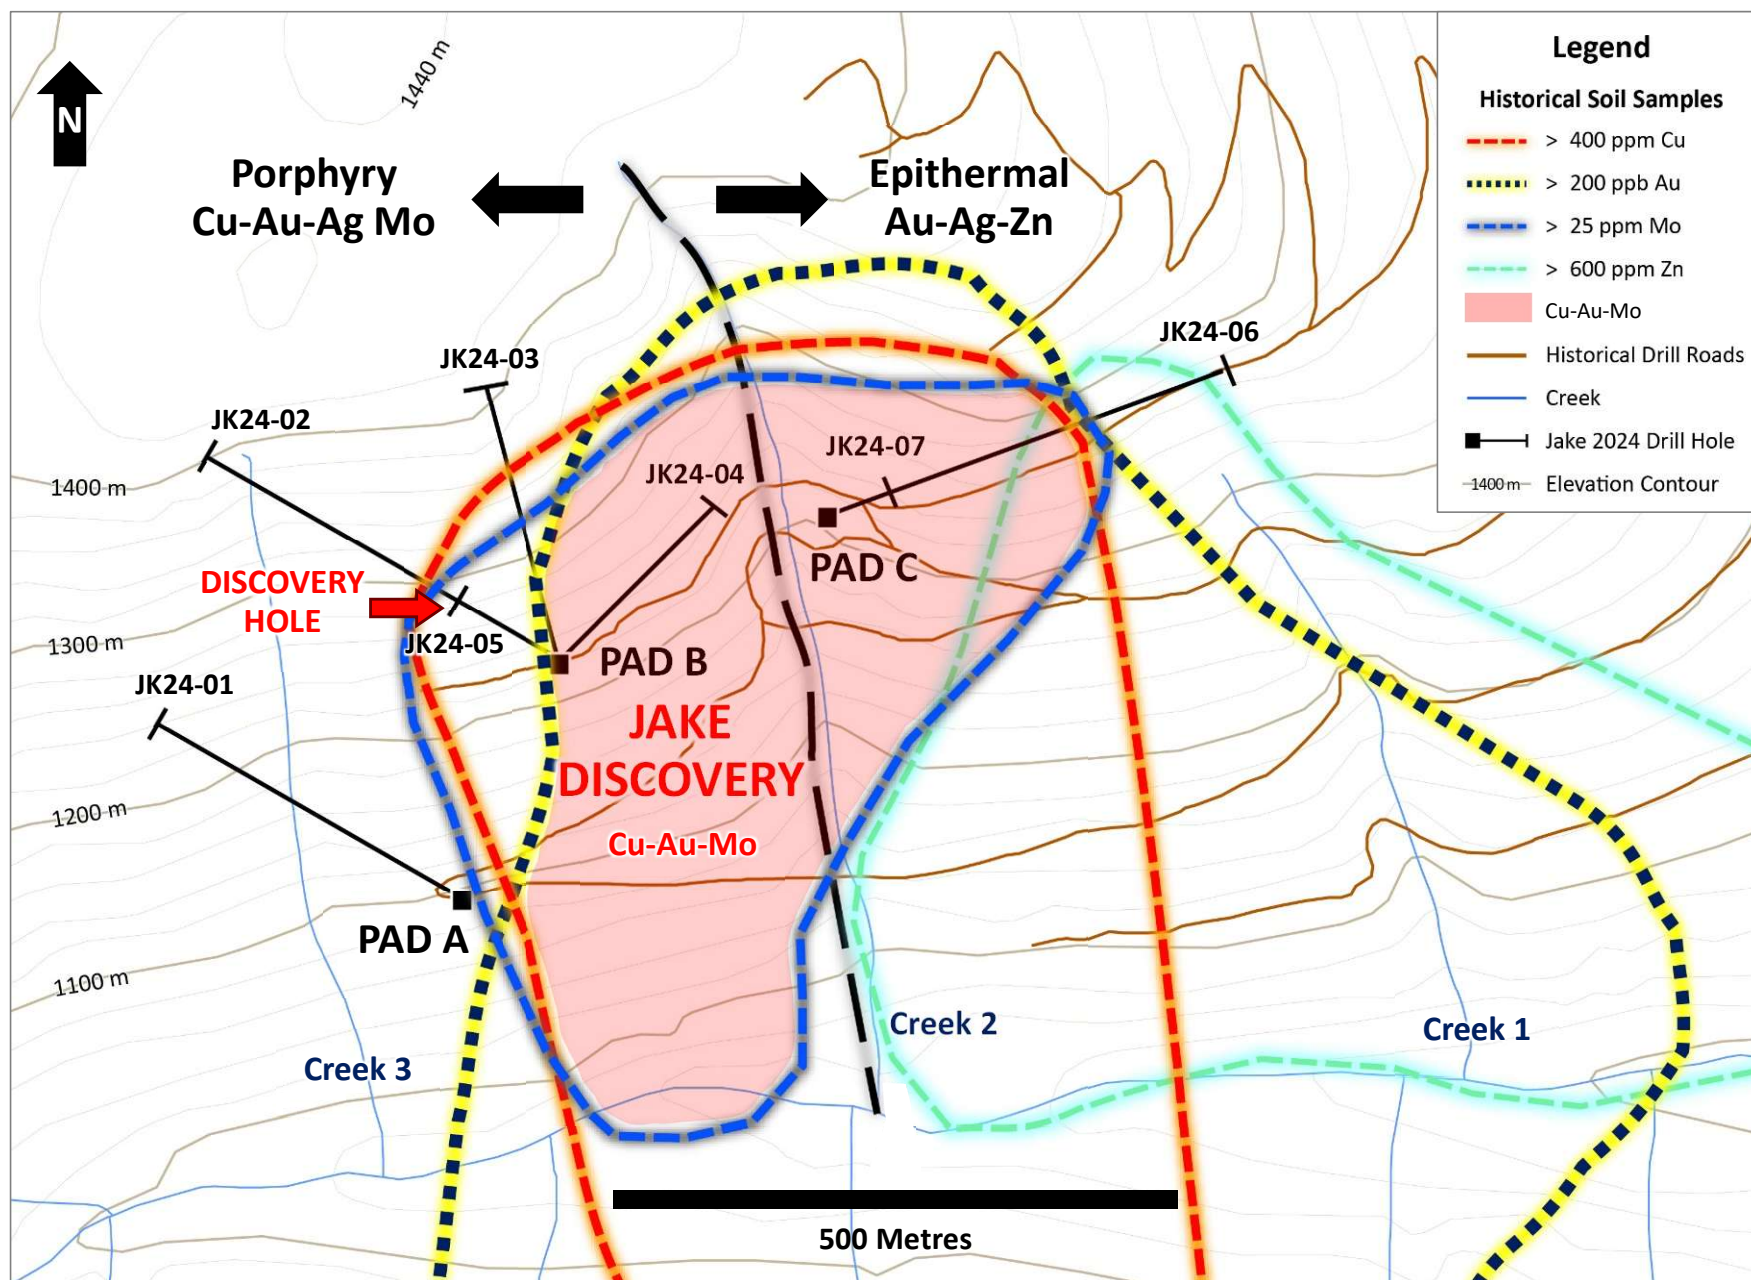 N
1440 m
Porphyry
Cu-Au-Ag Mo
Epithermal
Au-Ag-Zn
Legend
Historical Soil Samples
> 400 ppm Cu
> 200 ppb Au
> 25 ppm Mo
> 600 ppm Zn
Cu-Au-Mo
Historical Drill Roads
Creek
Jake 2024 Drill Hole
1400 m Elevation Contour
JK24-06
JK24-03
JK24-02
JK24-07
JK24-04
1400 m
PAD C
DISCOVERY
HOLE
JK24-05
1300 m
PAD B
JK24-01
JAKE
DISCOVERY
Cu-Au-Mo
1200 m
PAD A
1100 m
Creek 2
Creek 1
Creek 3
500 Metres